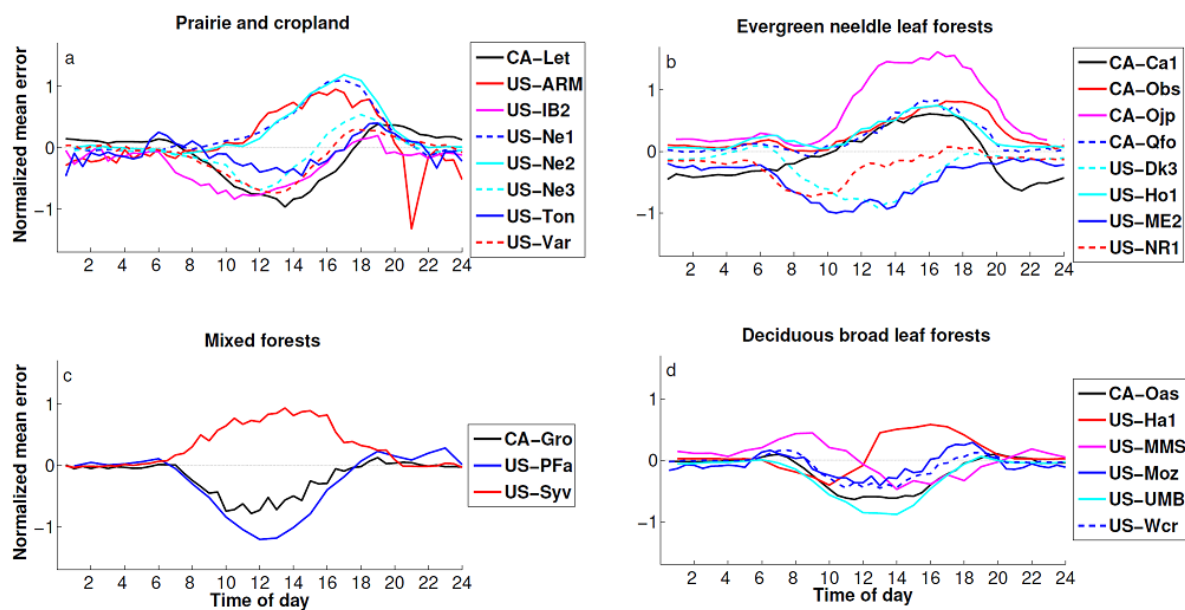 Prairie and cropland
a
Normalized mean error
1
0
−1
2 4 6 8 10 12 14 16 18 20 22 24
CA−Let
US−ARM
US−IB2
US−Ne1
US−Ne2
US−Ne3
US−Ton
US−Var
Evergreen neeldle leaf forests
b
1
0
−1
2 4 6 8 10 12 14 16 18 20 22 24
CA−Ca1
CA−Obs
CA−Ojp
CA−Qfo
US−Dk3
US−Ho1
US−ME2
US−NR1
Mixed forests
c
Normalized mean error
1
0
−1
2 4 6 8 10 12 14 16 18 20 22 24
Time of day
CA−Gro
US−PFa
US−Syv
Deciduous broad leaf forests
d
1
0
−1
2 4 6 8 10 12 14 16 18 20 22 24
Time of day
CA−Oas
US−Ha1
US−MMS
US−Moz
US−UMB
US−Wcr